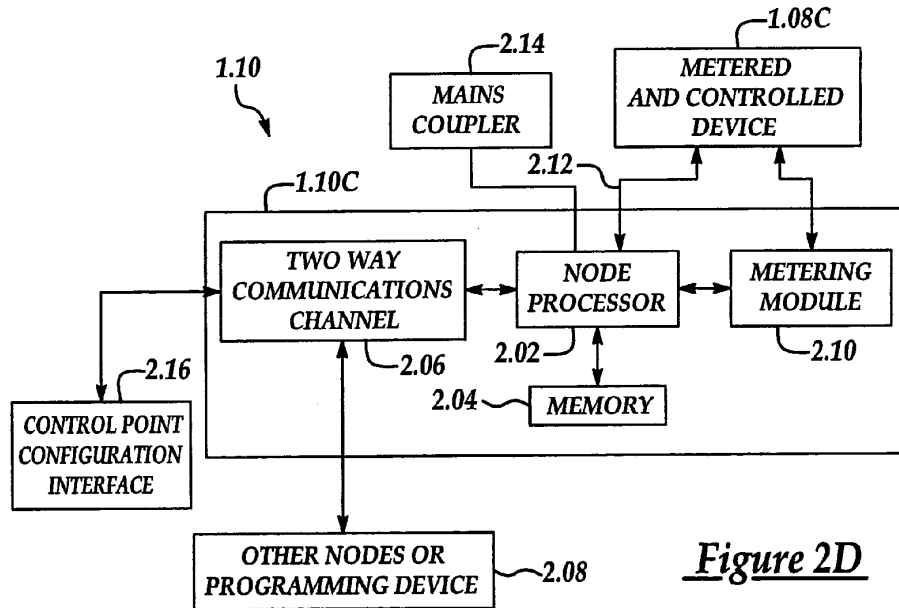 1.10
2.14
MAINS
COUPLER
1.08C
METERED
AND CONTROLLED
DEVICE
2.12
1.10C
TWO WAY
COMMUNICATIONS
CHANNEL
2.06
NODE
PROCESSOR
2.02
METERING
MODULE
2.10
2.04
MEMORY
2.16
CONTROL POINT
CONFIGURATION
INTERFACE
OTHER NODES OR
PROGRAMMING DEVICE
2.08
Figure 2D